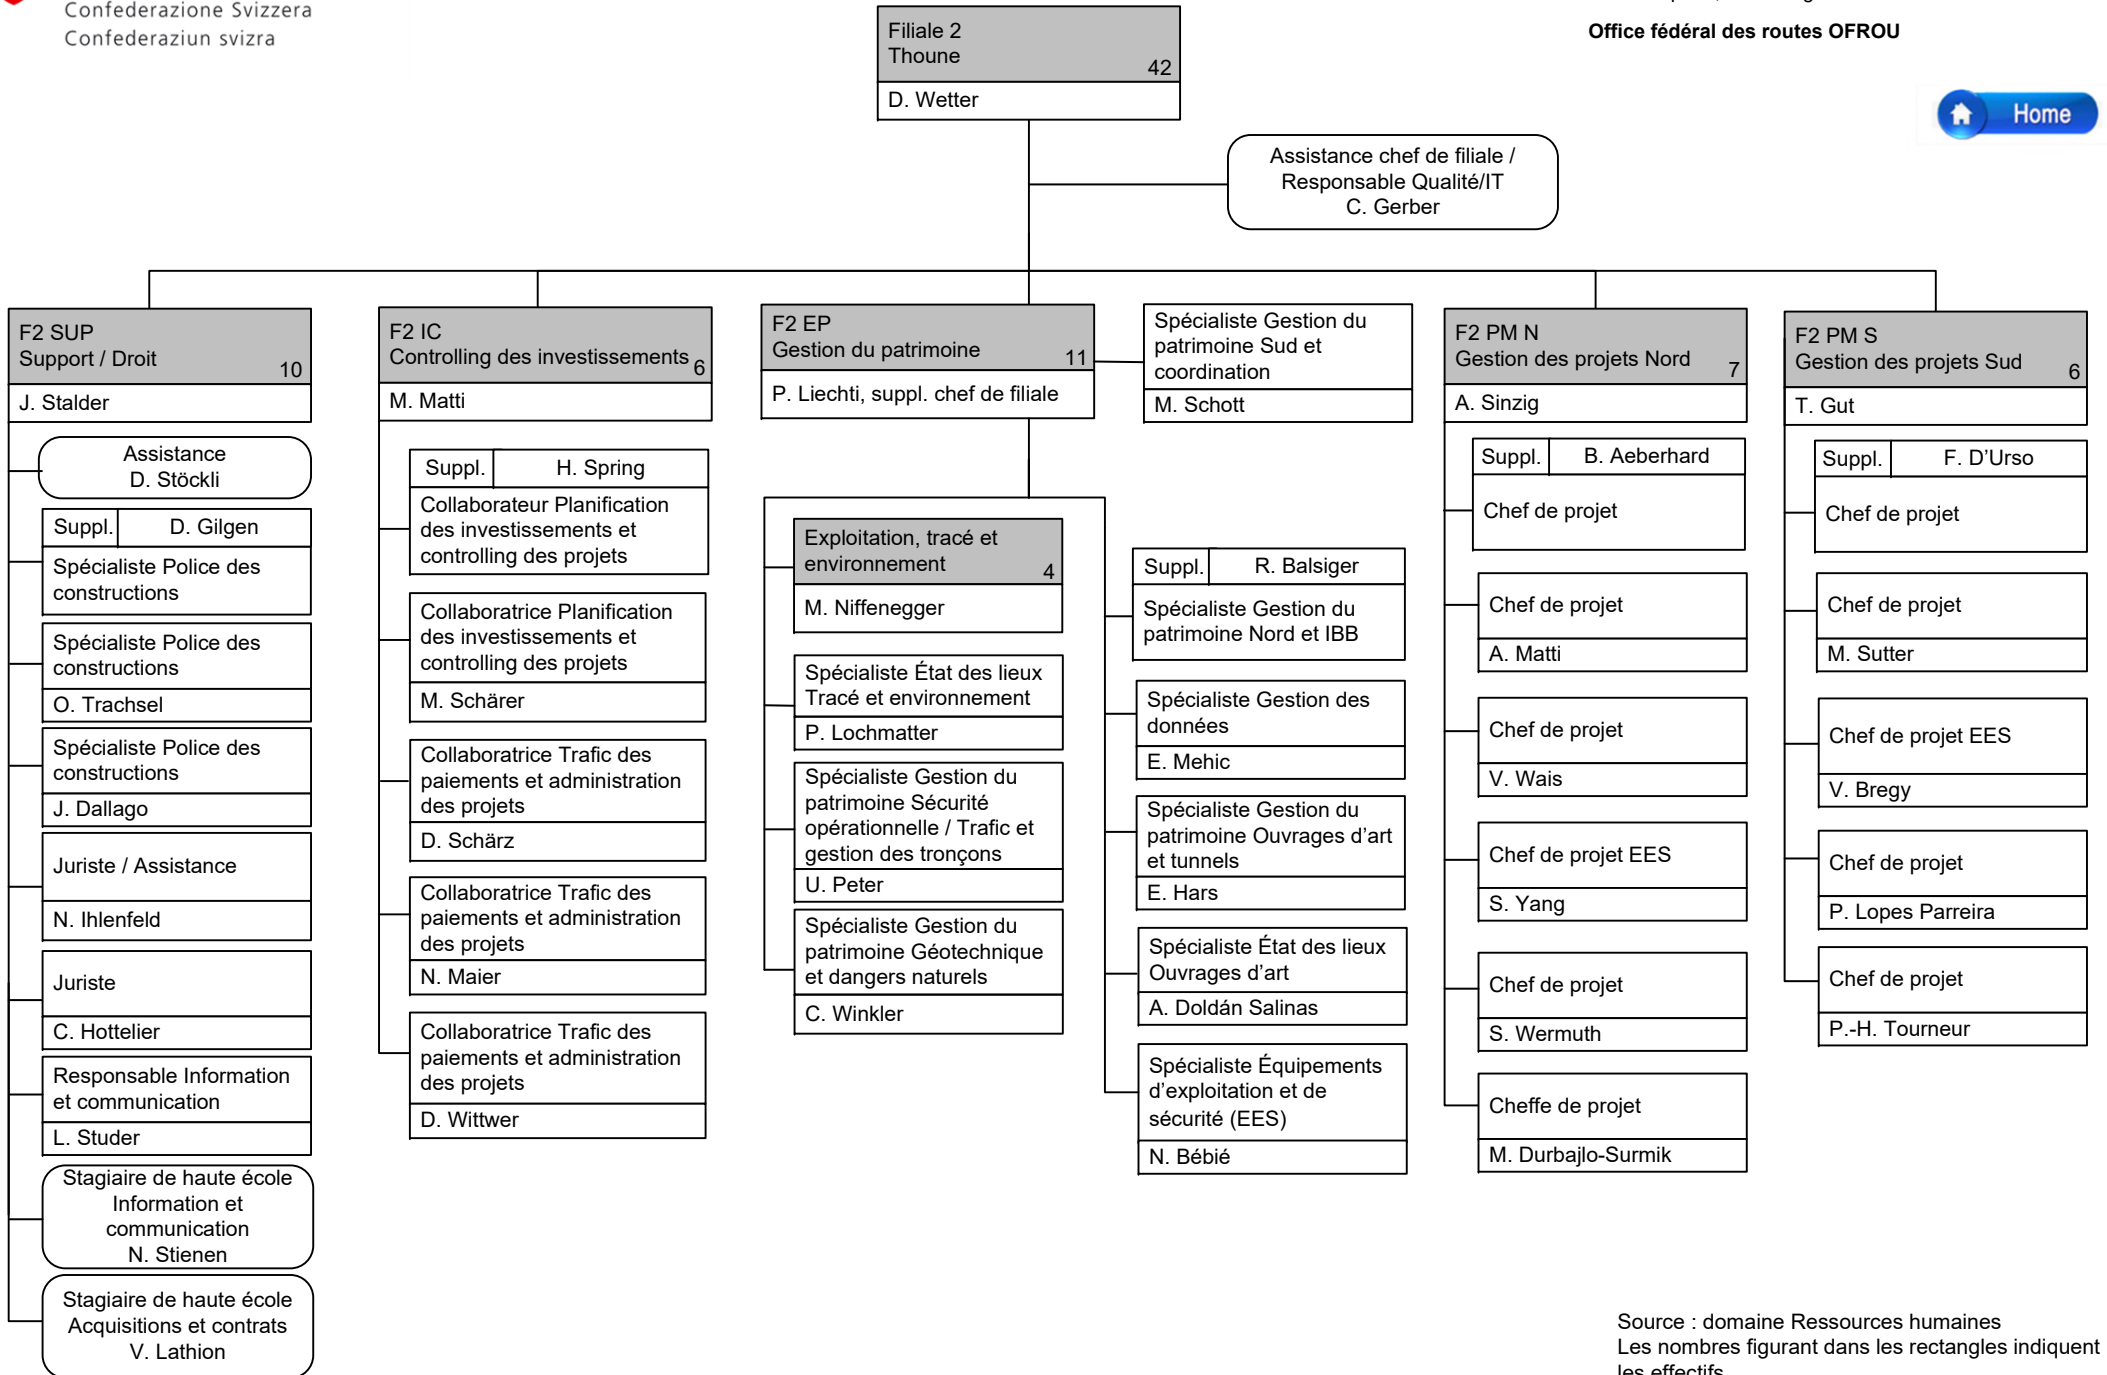 Confederazione Svizzera
Confederaziun svizra
Office fédéral des routes OFROU
Home
Filiale 2
Thoune
42
D. Wetter
Assistance chef de filiale /
Responsable Qualité/IT
C. Gerber
F2 SUP
Support / Droit
10
J. Stalder
Assistance
D. Stöckli
Suppl.
D. Gilgen
Spécialiste Police des
constructions
Spécialiste Police des
constructions
O. Trachsel
Spécialiste Police des
constructions
J. Dallago
Juriste / Assistance
N. Ihlenfeld
Juriste
C. Hottelier
Responsable Information
et communication
L. Studer
Stagiaire de haute école
Information et
communication
N. Stienen
Stagiaire de haute école
Acquisitions et contrats
V. Lathion
F2 IC
Controlling des investissements
6
M. Matti
Suppl.
H. Spring
Collaborateur Planification
des investissements et
controlling des projets
Collaboratrice Planification
des investissements et
controlling des projets
M. Schärer
Collaboratrice Trafic des
paiements et administration
des projets
D. Schärz
Collaboratrice Trafic des
paiements et administration
des projets
N. Maier
Collaboratrice Trafic des
paiements et administration
des projets
D. Wittwer
F2 EP
Gestion du patrimoine
11
P. Liechti, suppl. chef de filiale
Spécialiste Gestion du
patrimoine Sud et
coordination
M. Schott
Exploitation, tracé et
environnement
4
M. Niffenegger
Spécialiste État des lieux
Tracé et environnement
P. Lochmatter
Spécialiste Gestion du
patrimoine Sécurité
opérationnelle / Trafic et
gestion des tronçons
U. Peter
Spécialiste Gestion du
patrimoine Géotechnique
et dangers naturels
C. Winkler
Suppl.
R. Balsiger
Spécialiste Gestion du
patrimoine Nord et IBB
Spécialiste Gestion des
données
E. Mehic
Spécialiste Gestion du
patrimoine Ouvrages d’art
et tunnels
E. Hars
Spécialiste État des lieux
Ouvrages d’art
A. Doldán Salinas
Spécialiste Équipements
d’exploitation et de
sécurité (EES)
N. Bébié
F2 PM N
Gestion des projets Nord
7
A. Sinzig
Suppl.
B. Aeberhard
Chef de projet
Chef de projet
A. Matti
Chef de projet
V. Wais
Chef de projet EES
S. Yang
Chef de projet
S. Wermuth
Cheffe de projet
M. Durbajlo-Surmik
F2 PM S
Gestion des projets Sud
6
T. Gut
Suppl.
F. D’Urso
Chef de projet
Chef de projet
M. Sutter
Chef de projet EES
V. Bregy
Chef de projet
P. Lopes Parreira
Chef de projet
P.-H. Tourneur
Source : domaine Ressources humaines
Les nombres figurant dans les rectangles indiquent
les effectifs